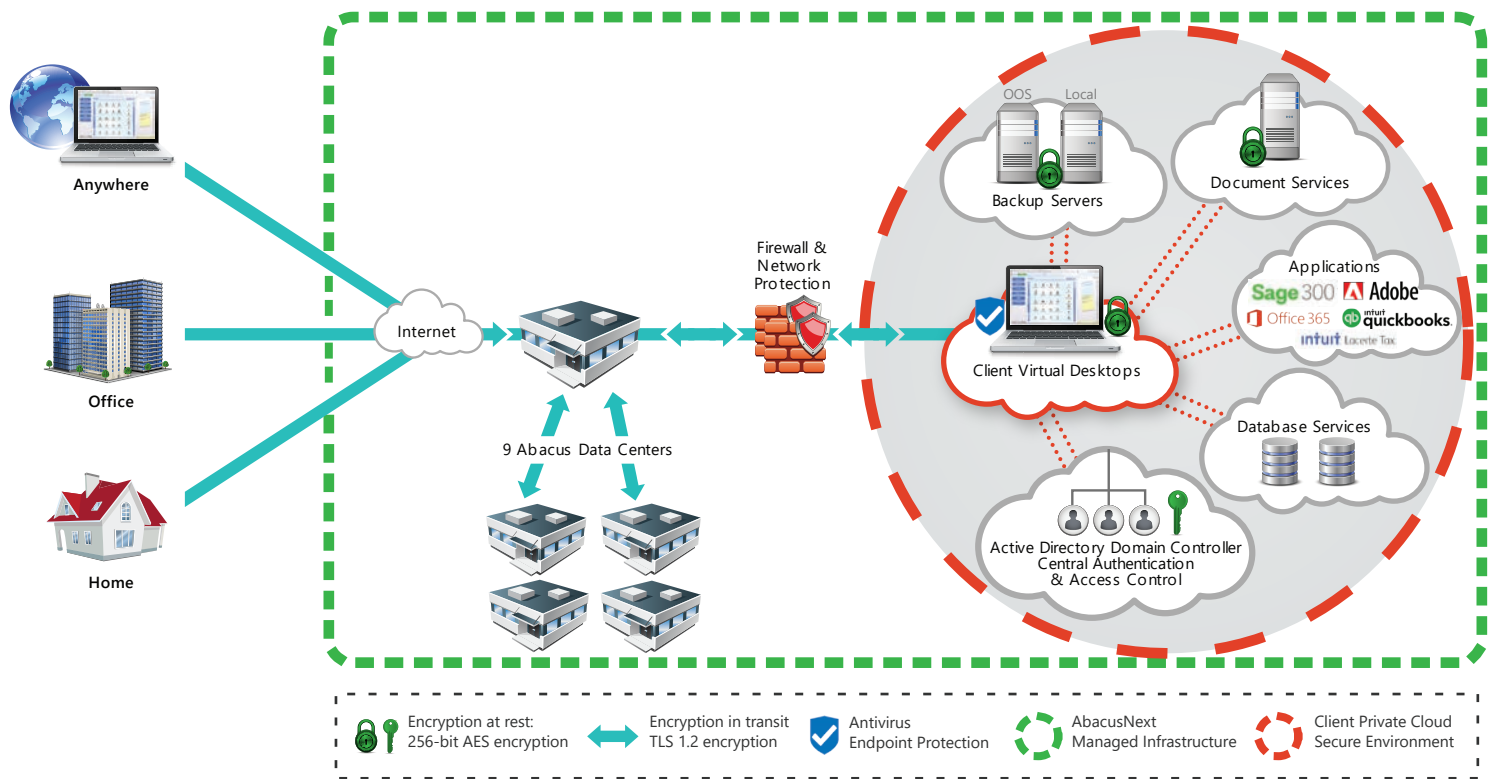 Anywhere
Office
Home
Internet
9 Abacus Data Centers
Firewall &
Network
Protection
OOS
Local
Backup Servers
Document Services
Applications
Sage 300
Adobe
Office 365
qb
intuit
quickbooks.
intuit Lacerte Tax
Client Virtual Desktops
Database Services
Active Directory Domain Controller
Central Authentication
& Access Control
Encryption at rest:
256-bit AES encryption
Encryption in transit
TLS 1.2 encryption
Antivirus
Endpoint Protection
AbacusNext
Managed Infrastructure
Client Private Cloud
Secure Environment